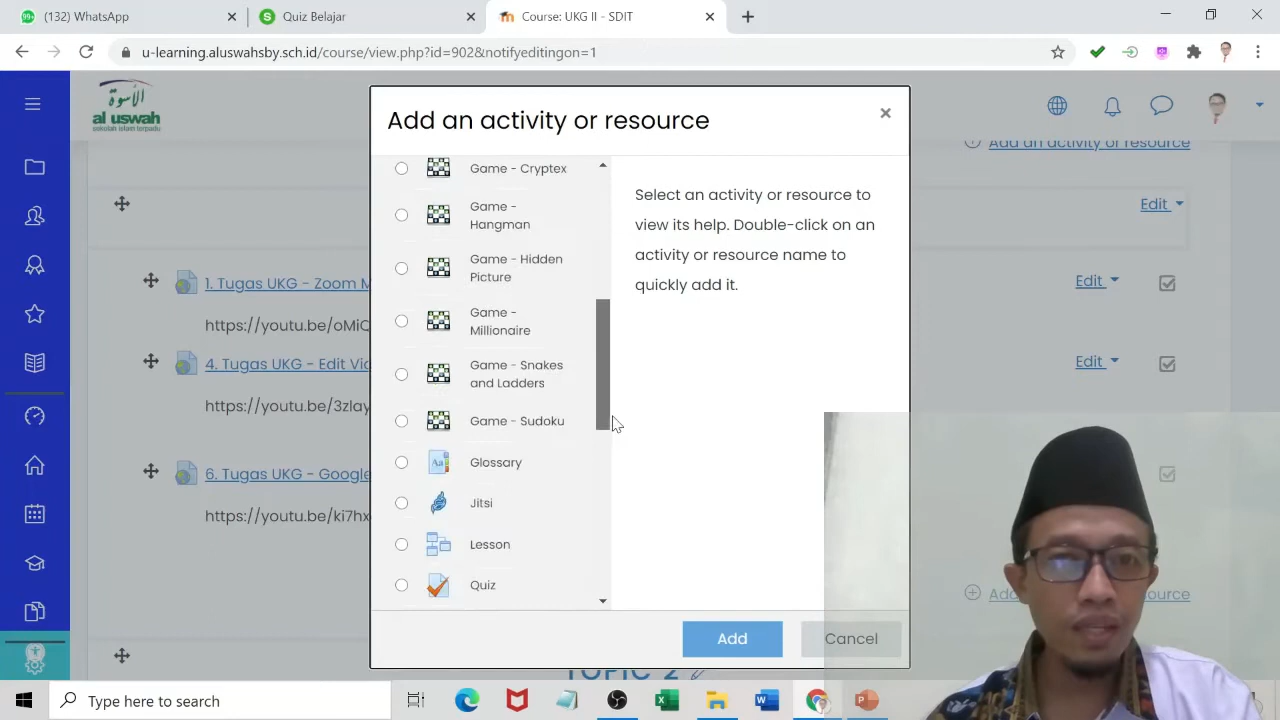 (132) WhatsApp
Quiz Belajar
Course: UKG II - SDIT
u-learning.aluswahsby.sch.id/course/view.php?id=902&notifyeditingon=1
الأسوة
al uswah
sekolah islam terpadu
Add an activity or resource
Add an activity or resource
Edit
Game - Cryptex
Game -
Hangman
Game - Hidden
Picture
Game -
Millionaire
Game - Snakes
and Ladders
Game - Sudoku
Glossary
Jitsi
Lesson
Quiz
Select an activity or resource to
view its help. Double-click on an
activity or resource name to
quickly add it.
1. Tugas UKG - Zoom M
Edit
https://youtu.be/oMiQ
4. Tugas UKG - Edit Vid
Edit
https://youtu.be/3zlay
6. Tugas UKG - Google
https://youtu.be/ki7hx
Add
source
Add
Cancel
TOPIC 2
Type here to search